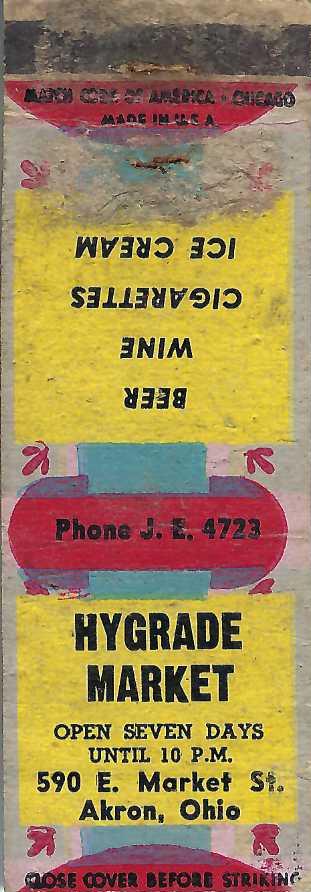 MATCH CORP. OF AMERICA • CHICAGO
MADE IN U.S.A.
BEER
WINE
CIGARETTES
ICE CREAM
Phone J. E. 4723
HYGRADE
MARKET
OPEN SEVEN DAYS
UNTIL 10 P.M.
590 E. Market St.
Akron, Ohio
CLOSE COVER BEFORE STRIKING